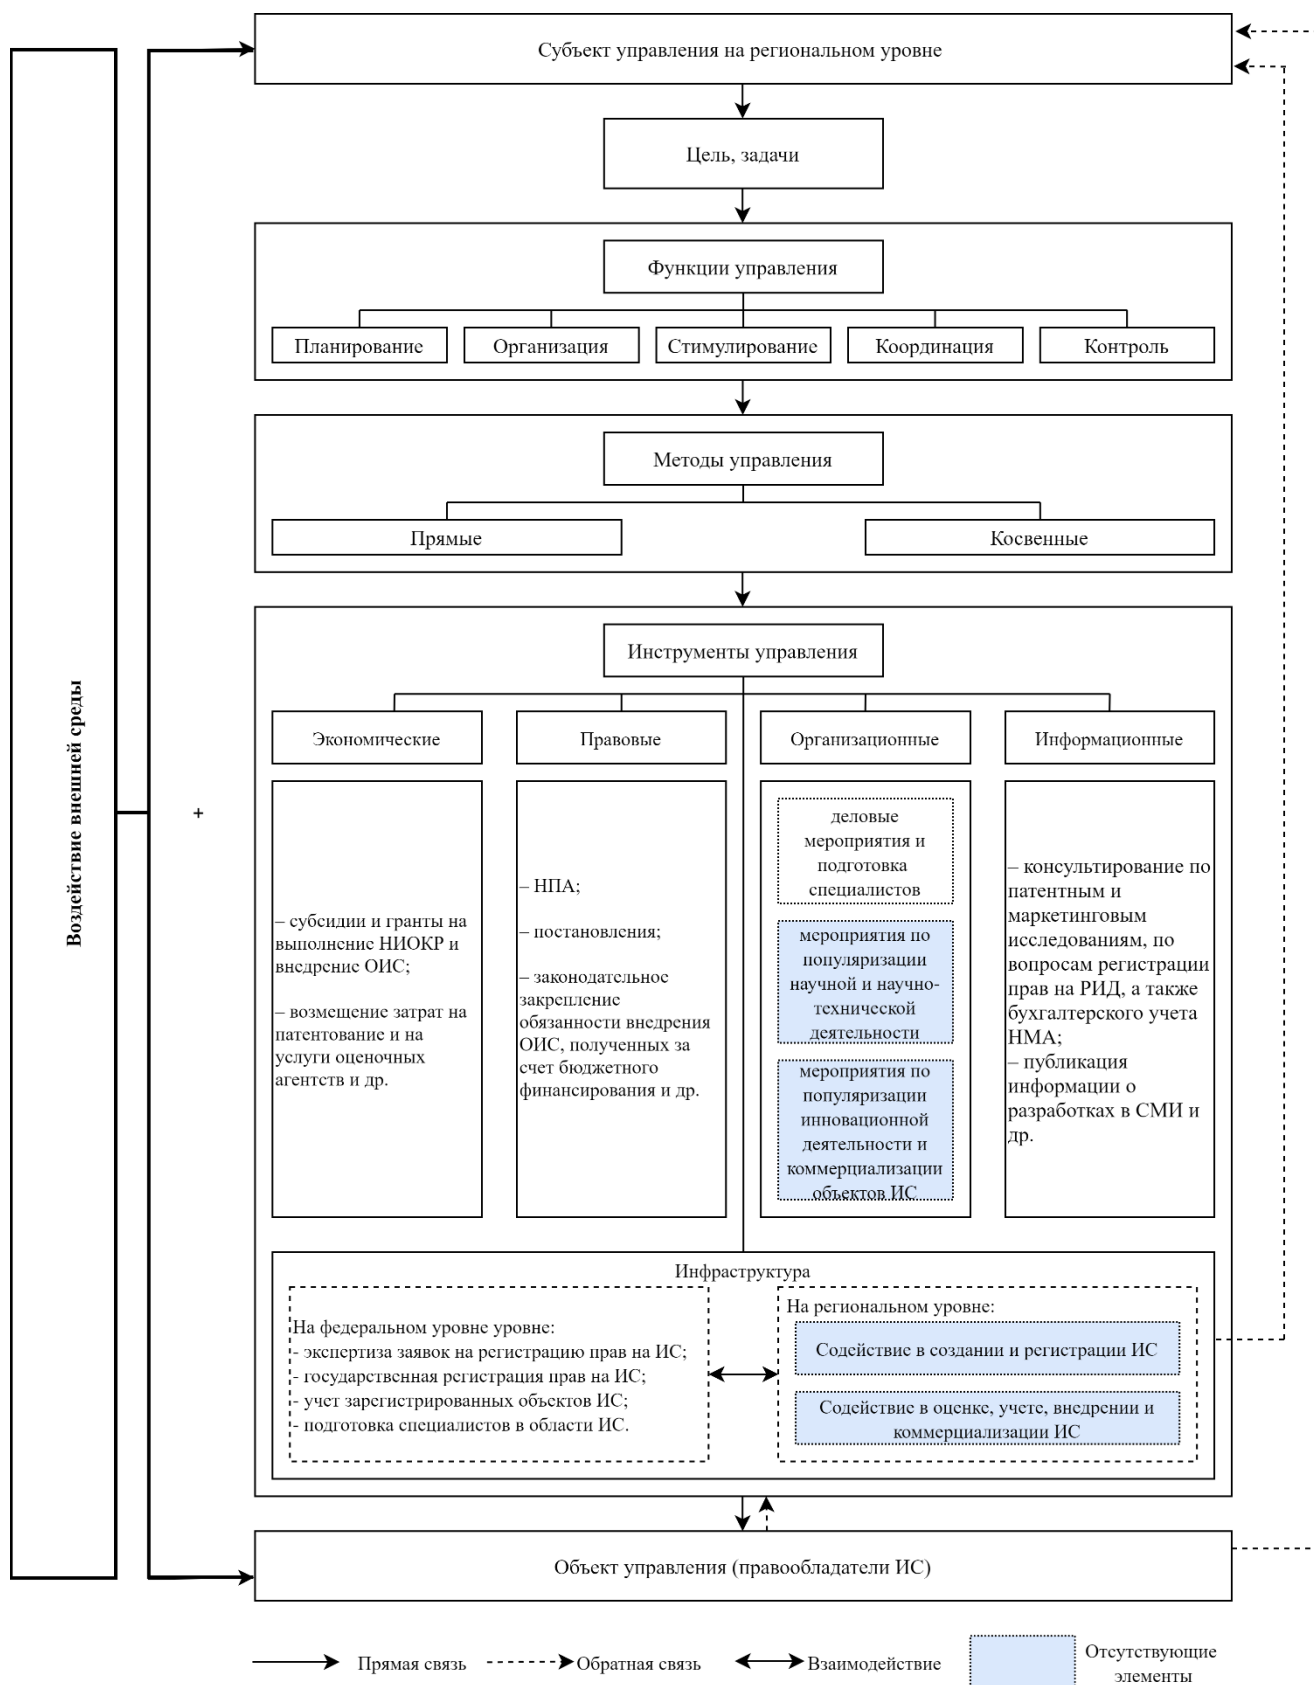 Субъект управления на региональном уровне
Цель, задачи
Функции управления
Планирование
Организация
Стимулирование
Координация
Контроль
Методы управления
Прямые
Косвенные
Воздействие внешней среды
+
Инструменты управления
Экономические
Правовые
Организационные
Информационные
– субсидии и гранты на
выполнение НИОКР и
внедрение ОИС;
– возмещение затрат на
патентование и на
услуги оценочных
агентств и др.
– НПА;
– постановления;
– законодательное
закрепление
обязанности внедрения
ОИС, полученных за
счет бюджетного
финансирования и др.
деловые
мероприятия и
подготовка
специалистов
мероприятия по
популяризации
научной и научно-
технической
деятельности
мероприятия по
популяризации
инновационной
деятельности и
коммерциализации
объектов ИС
– консультирование по
патентным и
маркетинговым
исследованиям, по
вопросам регистрации
прав на РИД, а также
бухгалтерского учета
НМА;
– публикация
информации о
разработках в СМИ и
др.
Инфраструктура
На федеральном уровне уровне:
- экспертиза заявок на регистрацию прав на ИС;
- государственная регистрация прав на ИС;
- учет зарегистрированных объектов ИС;
- подготовка специалистов в области ИС.
На региональном уровне:
Содействие в создании и регистрации ИС
Содействие в оценке, учете, внедрении и
коммерциализации ИС
Объект управления (правообладатели ИС)
Прямая связь
Обратная связь
Взаимодействие
Отсутствующие
элементы